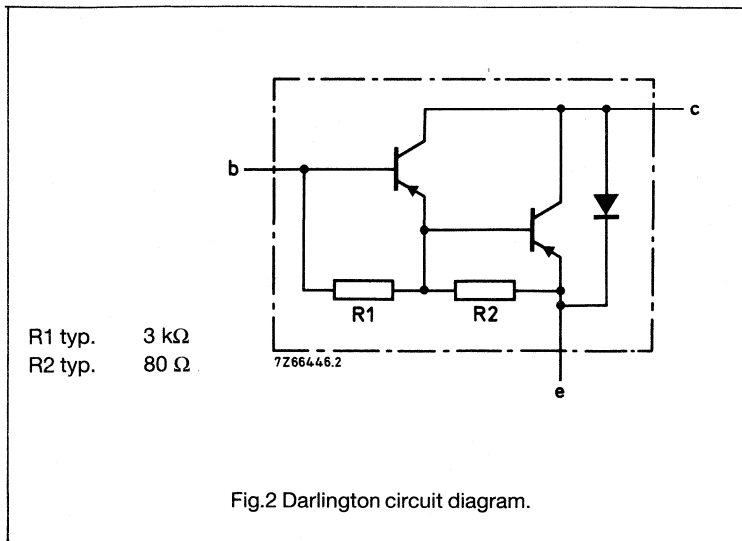 c
b
R1
R2
R1 typ. 3 kΩ
R2 typ. 80 Ω
7Z66446.2
e
Fig.2 Darlington circuit diagram.